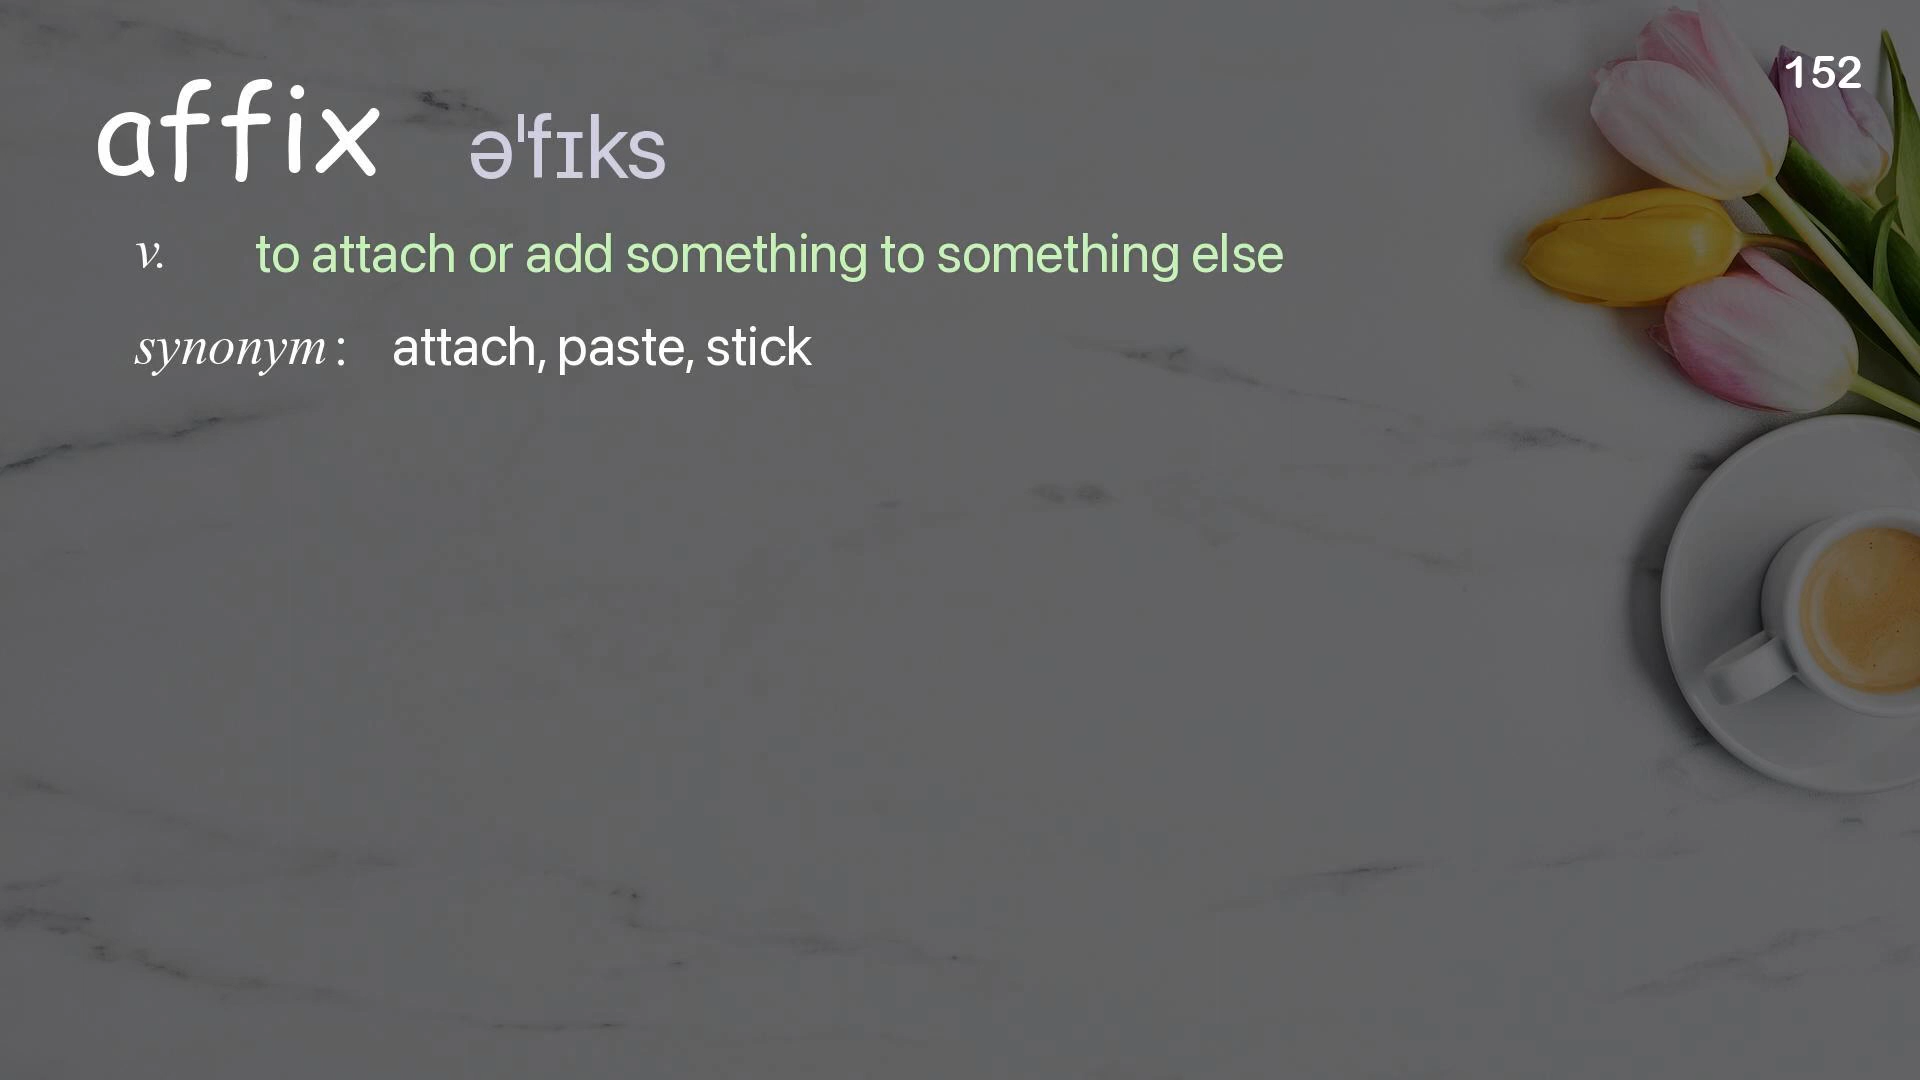 152
affix əˈfɪks
v. to attach or add something to something else
synonym: attach, paste, stick